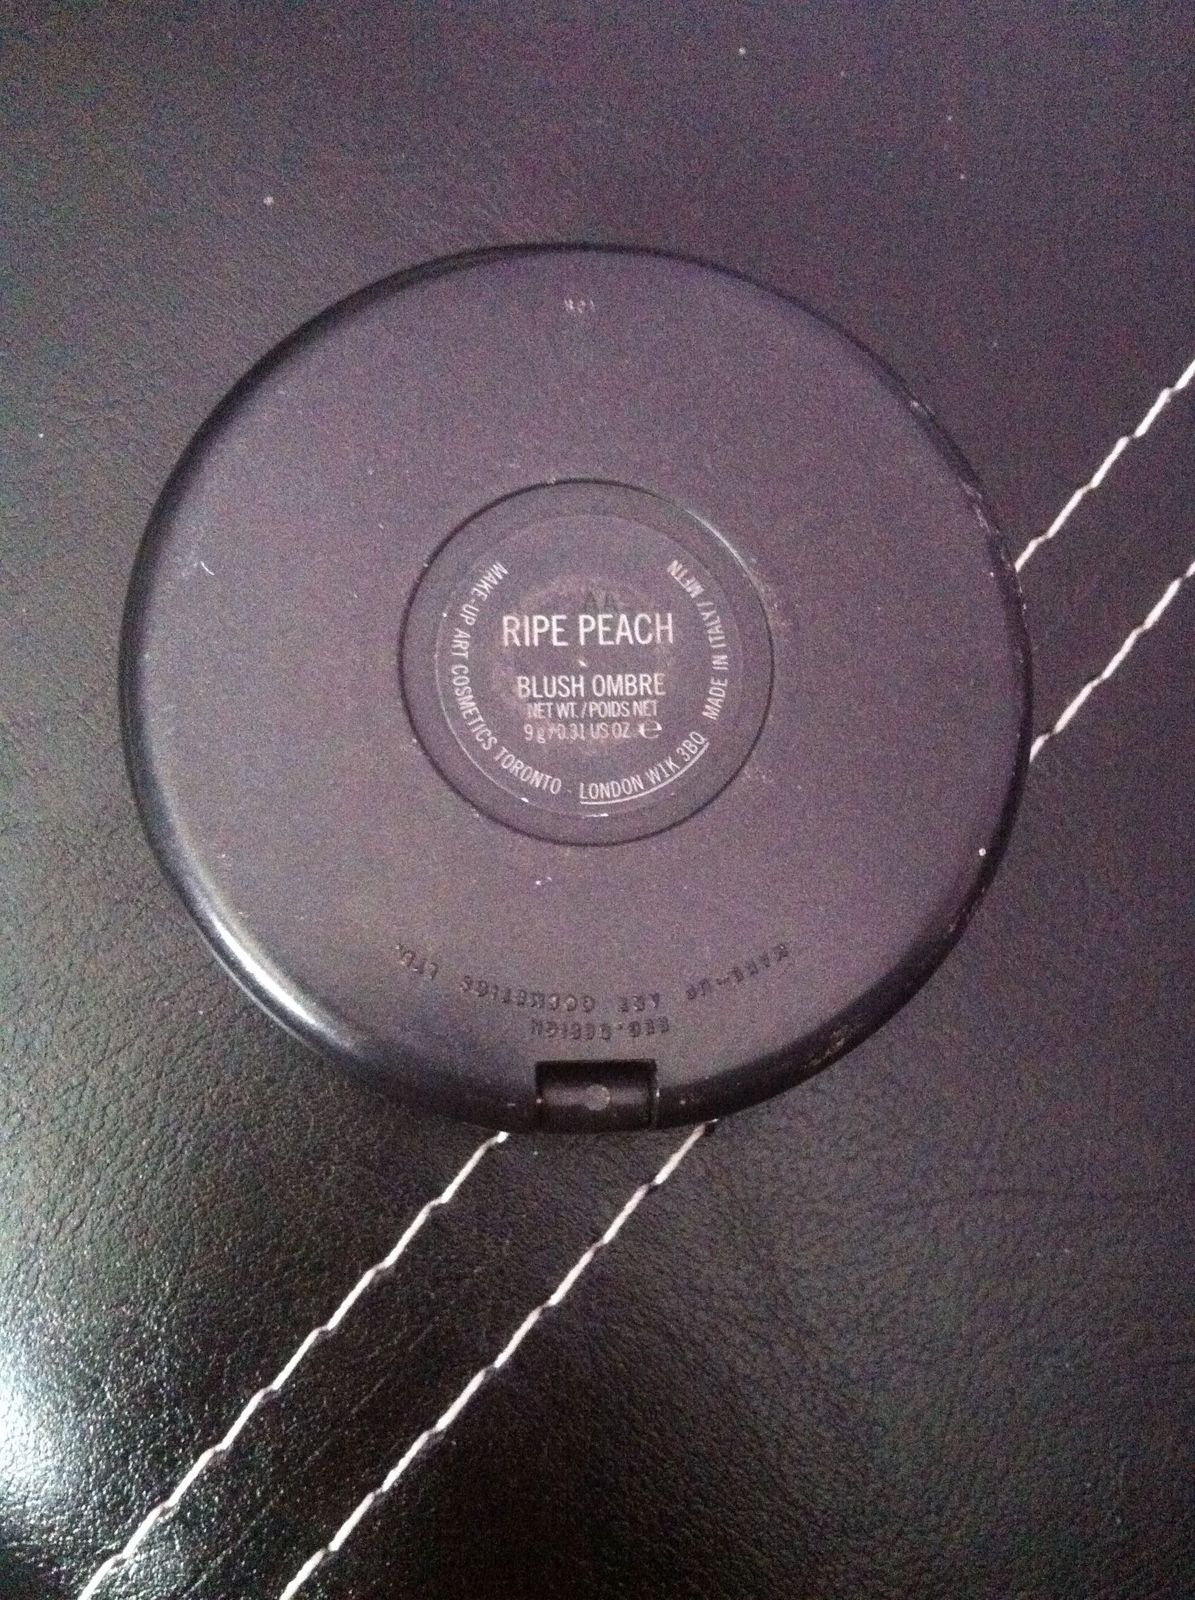 RIPE PEACH
BLUSH OMBRE
NET WT. / POIDS NET
9 g / 0.31 US OZ ℮
MAKE-UP ART COSMETICS TORONTO - LONDON W1K 3BQ MADE IN ITALY/ MFTN
MAKE-UP ART COSMETICS LTD.
REG. DESIGN